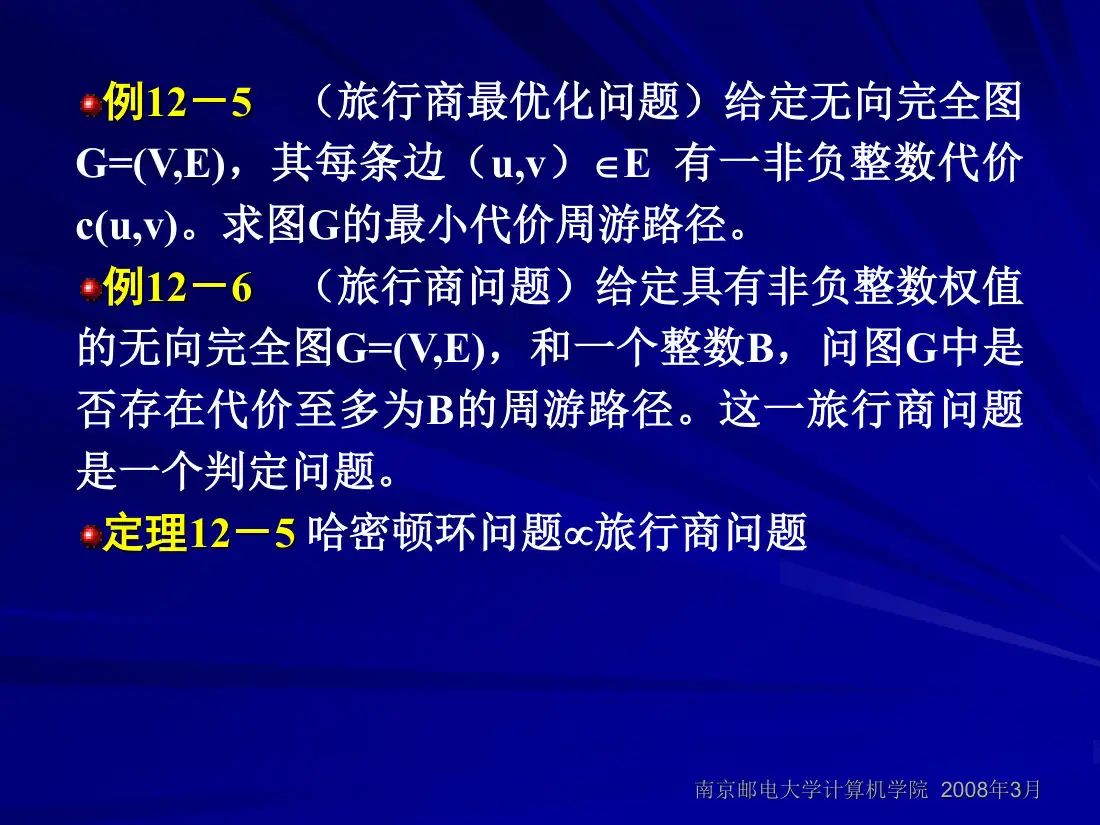 例12－5 （旅行商最优化问题）给定无向完全图
G=(V,E)，其每条边（u,v）∈E 有一非负整数代价
c(u,v)。求图G的最小代价周游路径。
例12－6 （旅行商问题）给定具有非负整数权值
的无向完全图G=(V,E)，和一个整数B，问图G中是
否存在代价至多为B的周游路径。这一旅行商问题
是一个判定问题。
定理12－5 哈密顿环问题∝旅行商问题
南京邮电大学计算机学院 2008年3月